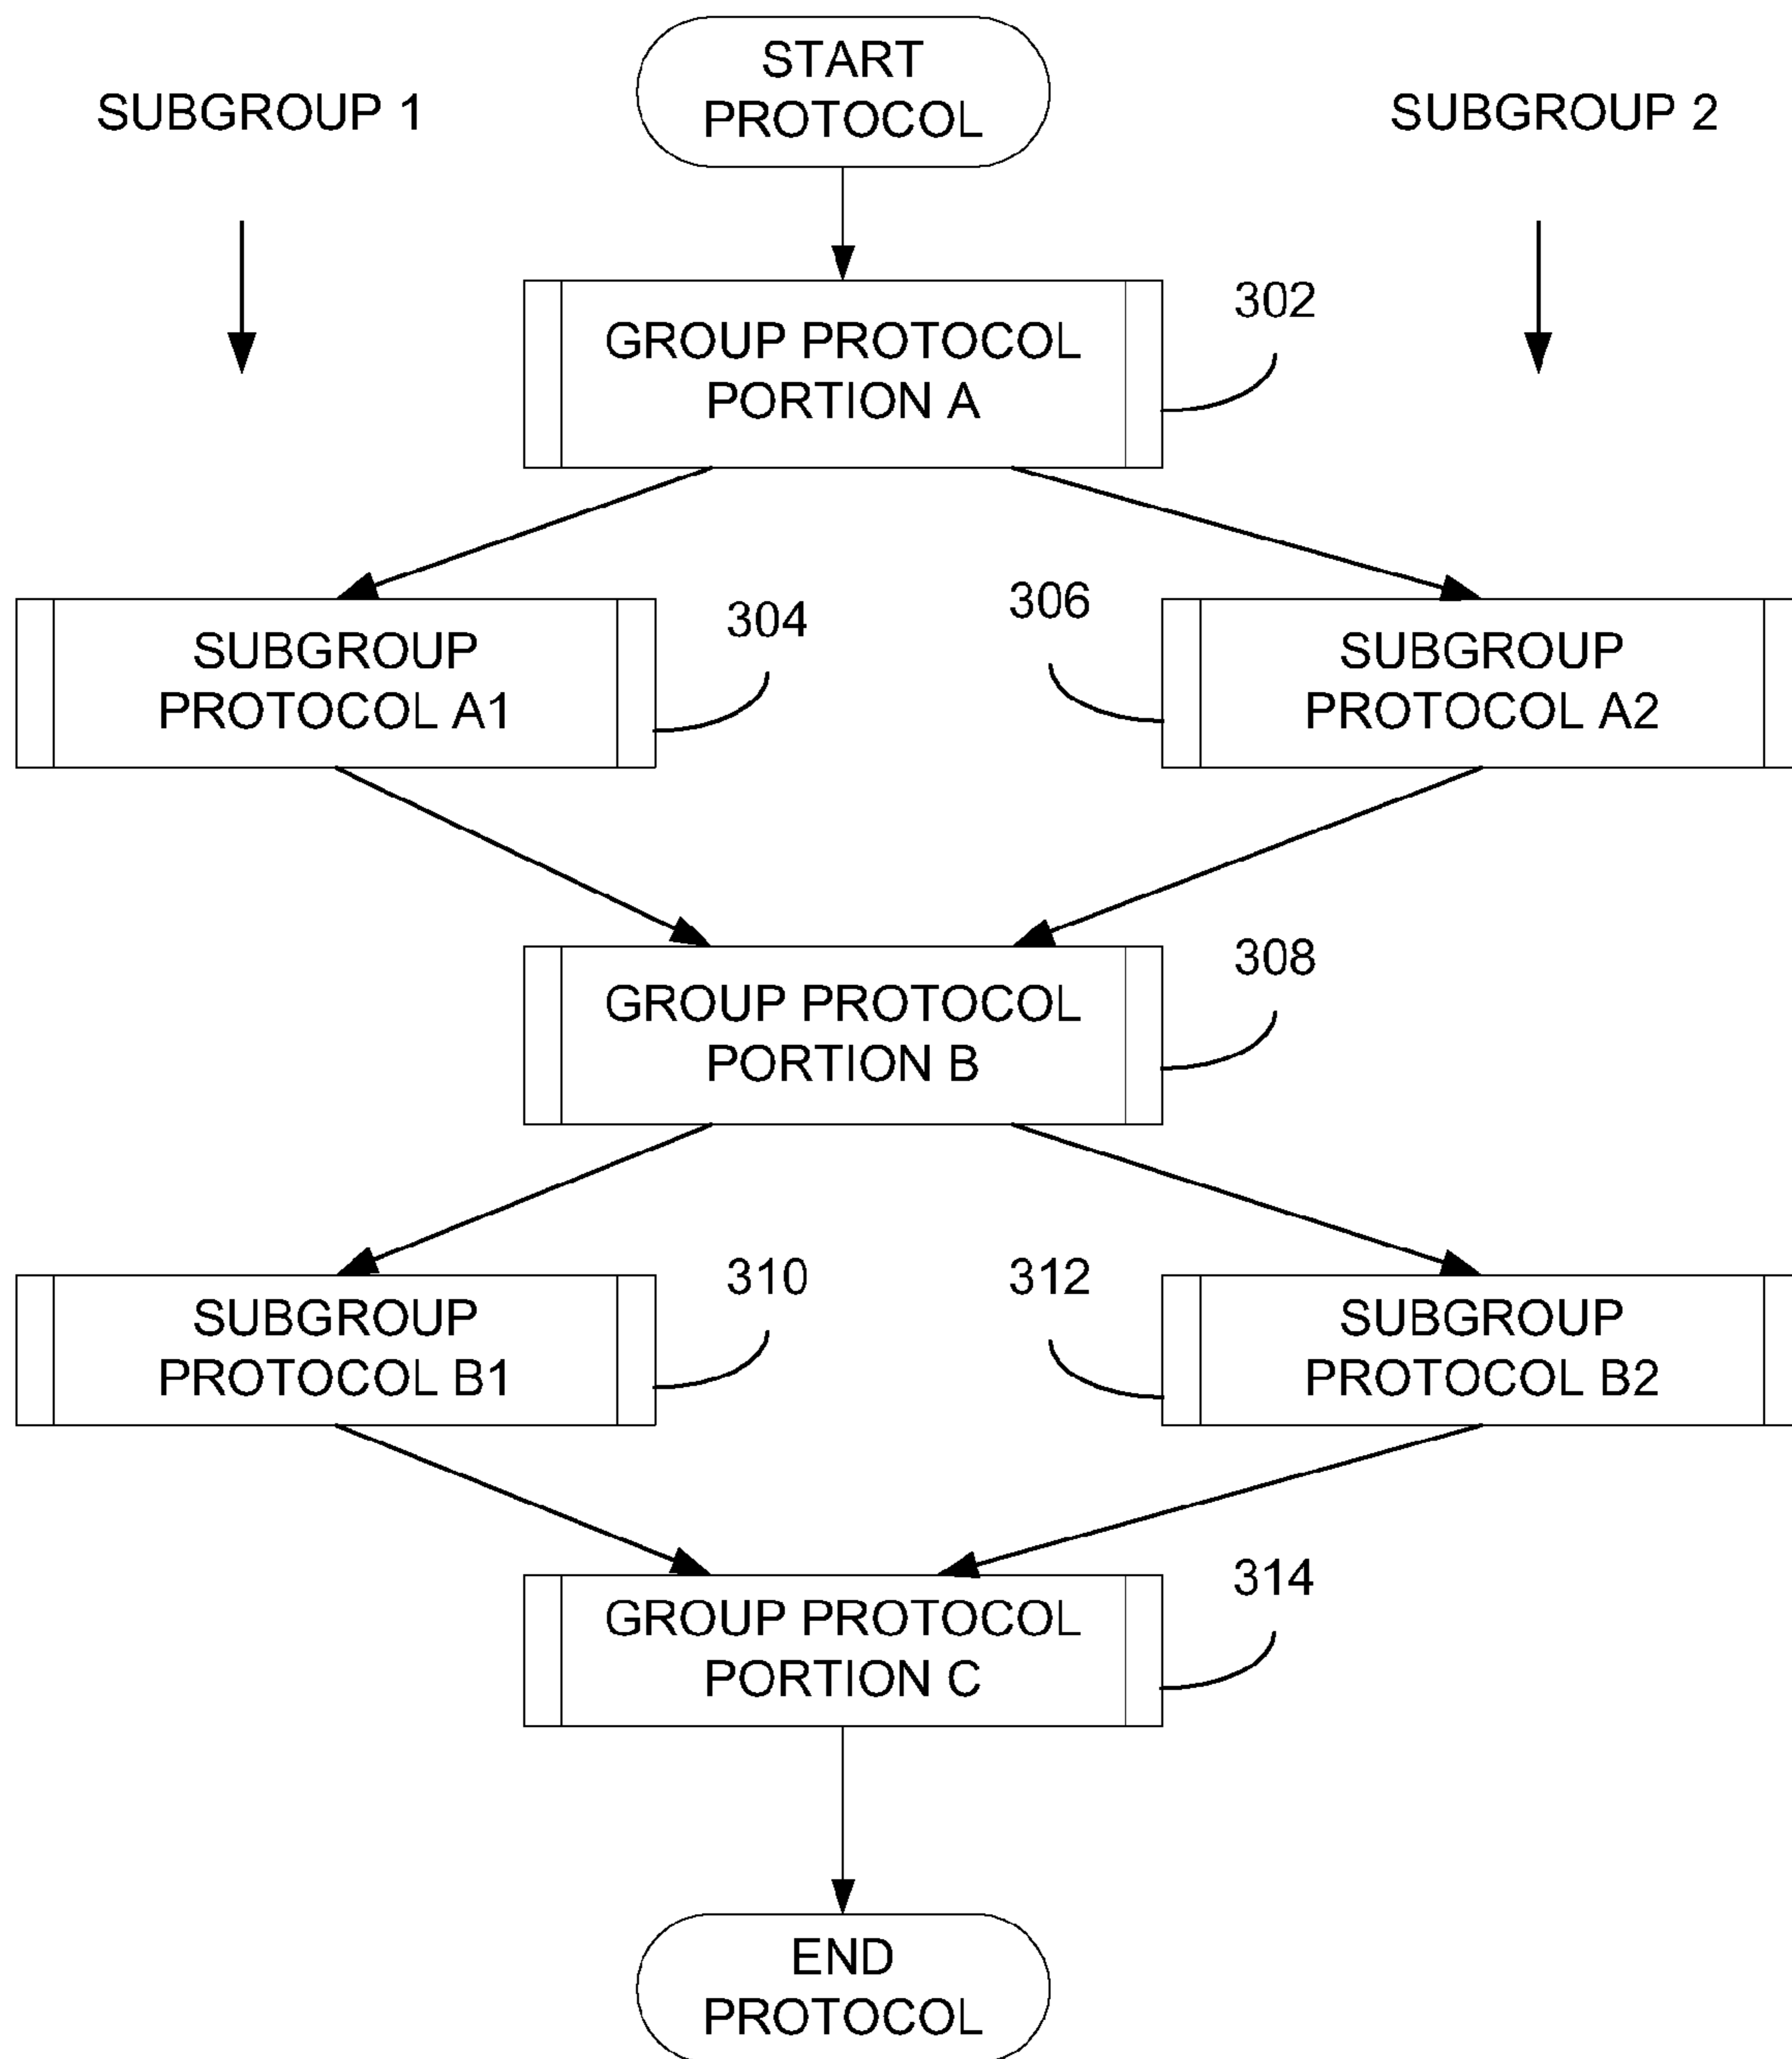 START
PROTOCOL
SUBGROUP 1
SUBGROUP 2
GROUP PROTOCOL
PORTION A
302
SUBGROUP
PROTOCOL A1
304
306
SUBGROUP
PROTOCOL A2
GROUP PROTOCOL
PORTION B
308
SUBGROUP
PROTOCOL B1
310
312
SUBGROUP
PROTOCOL B2
GROUP PROTOCOL
PORTION C
314
END
PROTOCOL